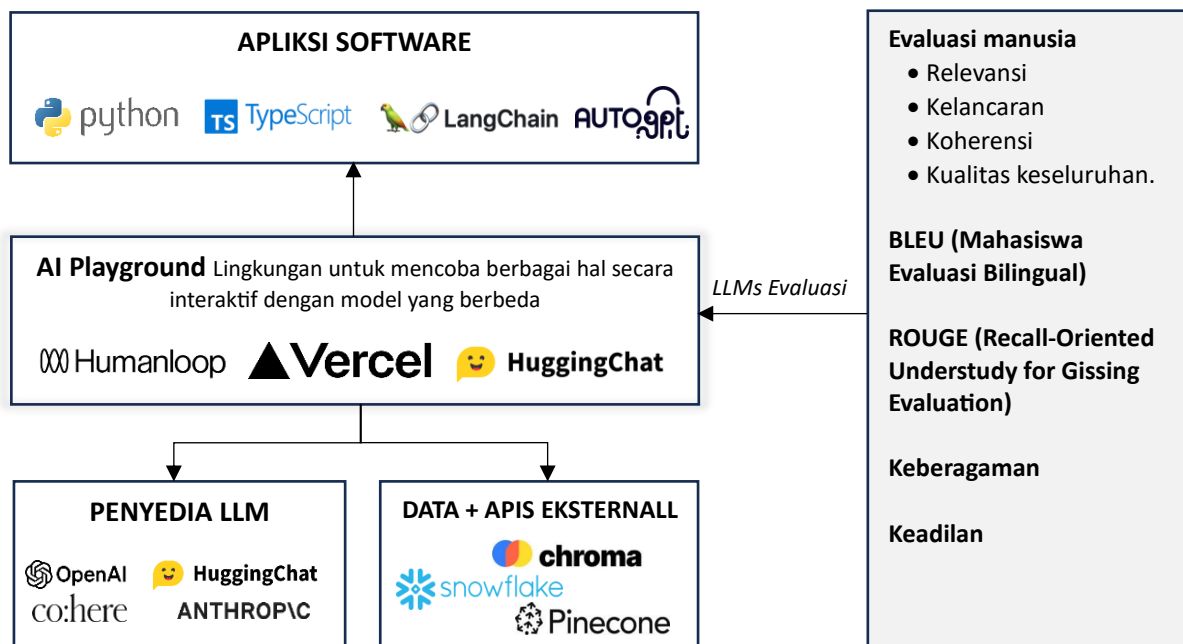 APLIKSI SOFTWARE
python
TS TypeScript
LangChain
AUTOgpt.
AI Playground Lingkungan untuk mencoba berbagai hal secara
interaktif dengan model yang berbeda
Humanloop
Vercel
HuggingChat
LLMs Evaluasi
PENYEDIA LLM
OpenAI
HuggingChat
co:here
ANTHROP\C
DATA + APIS EKSTERNALL
chroma
snowflake
Pinecone
Evaluasi manusia
• Relevansi
• Kelancaran
• Koherensi
• Kualitas keseluruhan.
BLEU (Mahasiswa
Evaluasi Bilingual)
ROUGE (Recall-Oriented
Understudy for Gissing
Evaluation)
Keberagaman
Keadilan